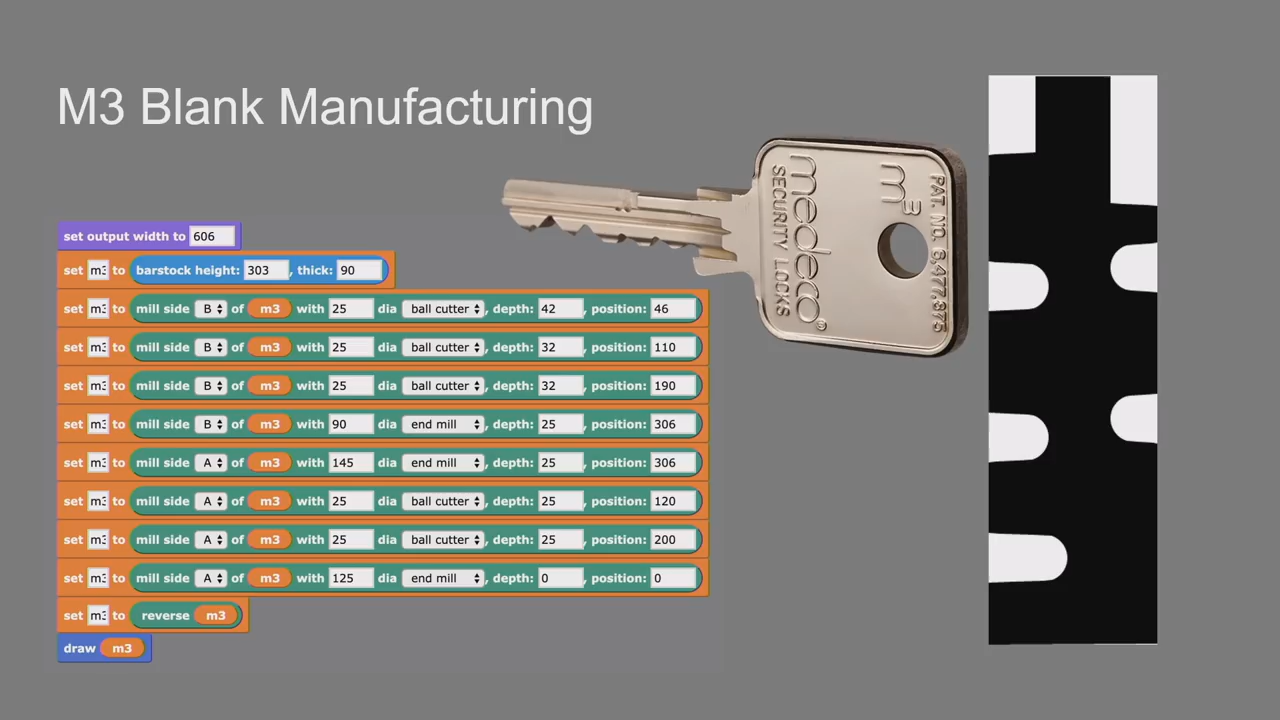 M3 Blank Manufacturing
medeco®
SECURITY LOCKS
m3
PAT. NO. 6,477,875
set output width to 606
set m3 to barstock height: 303 , thick: 90
set m3 to mill side B of m3 with 25 dia ball cutter , depth: 42 , position: 46
set m3 to mill side B of m3 with 25 dia ball cutter , depth: 32 , position: 110
set m3 to mill side B of m3 with 25 dia ball cutter , depth: 32 , position: 190
set m3 to mill side B of m3 with 90 dia end mill , depth: 25 , position: 306
set m3 to mill side A of m3 with 145 dia end mill , depth: 25 , position: 306
set m3 to mill side A of m3 with 25 dia ball cutter , depth: 25 , position: 120
set m3 to mill side A of m3 with 25 dia ball cutter , depth: 25 , position: 200
set m3 to mill side A of m3 with 125 dia end mill , depth: 0 , position: 0
set m3 to reverse m3
draw m3